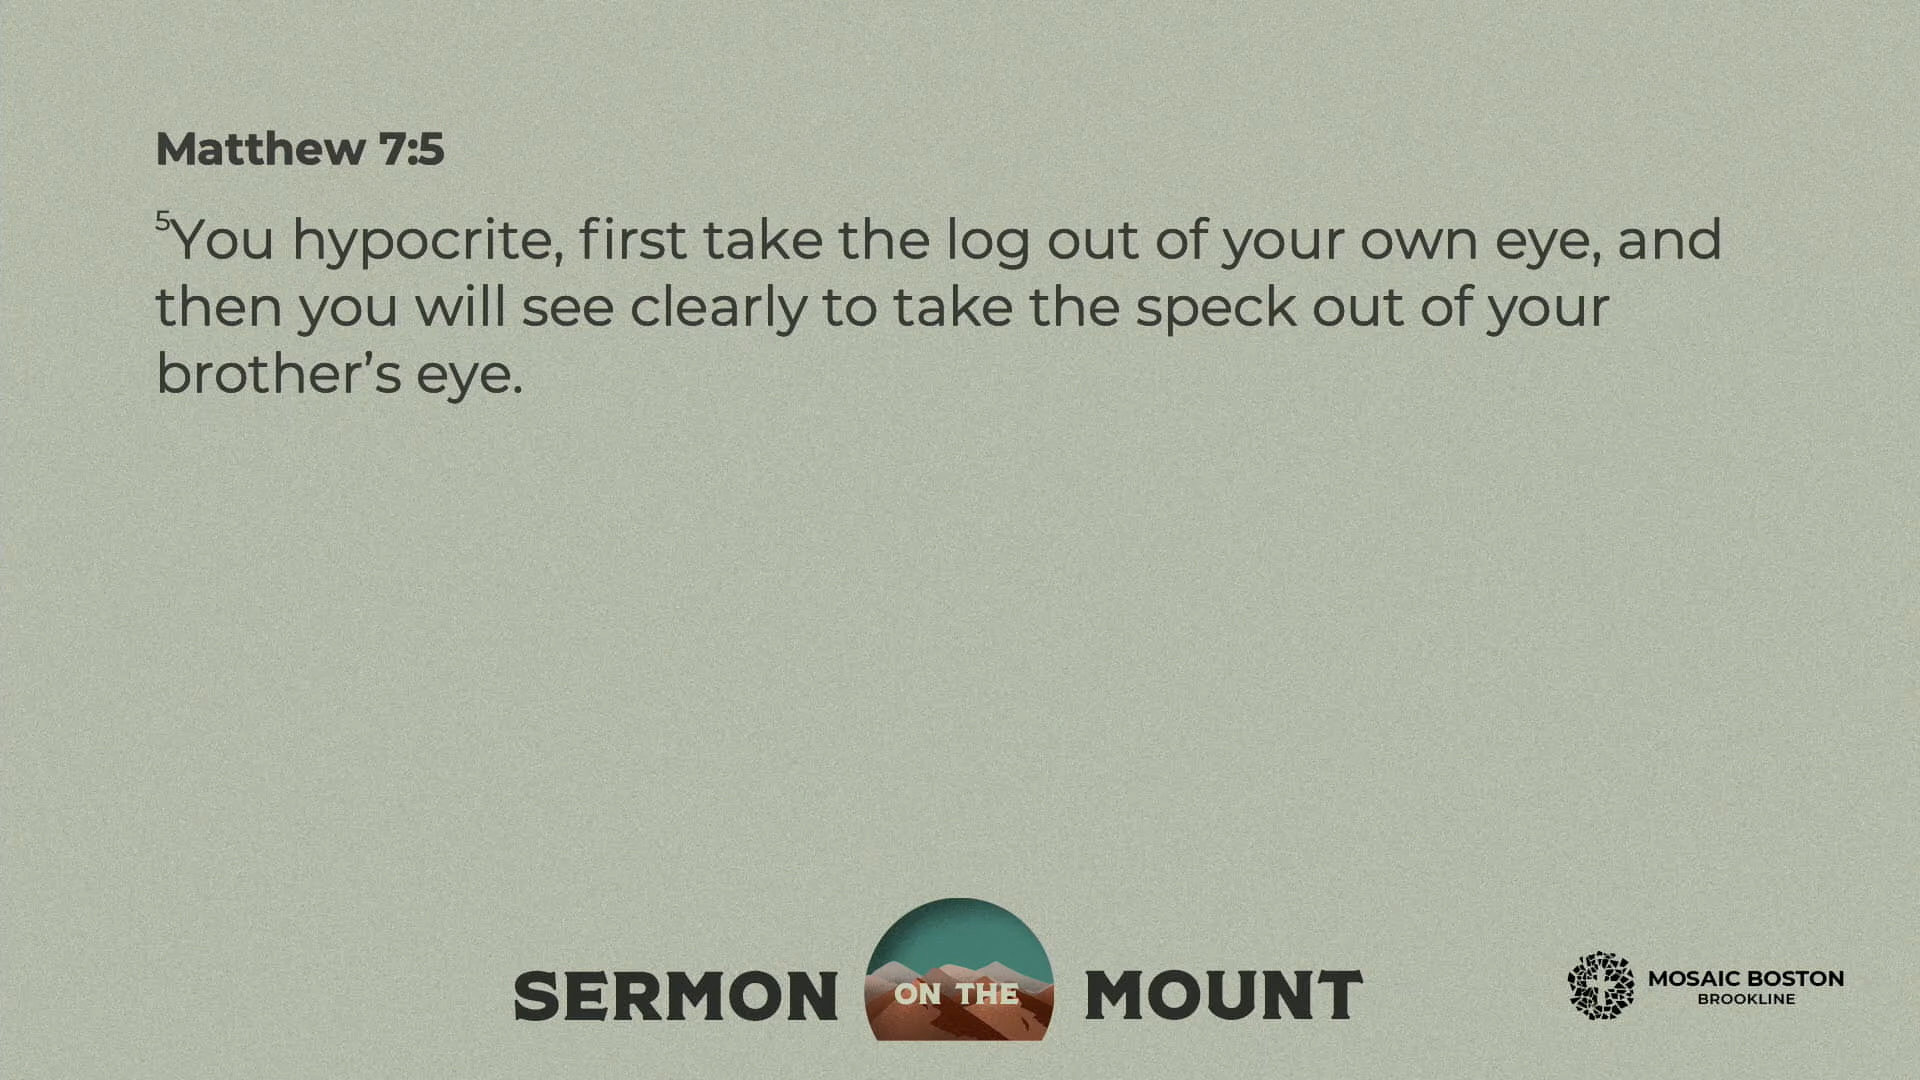 Matthew 7:5
5You hypocrite, first take the log out of your own eye, and
then you will see clearly to take the speck out of your
brother’s eye.
SERMON ON THE MOUNT
MOSAIC BOSTON
BROOKLINE